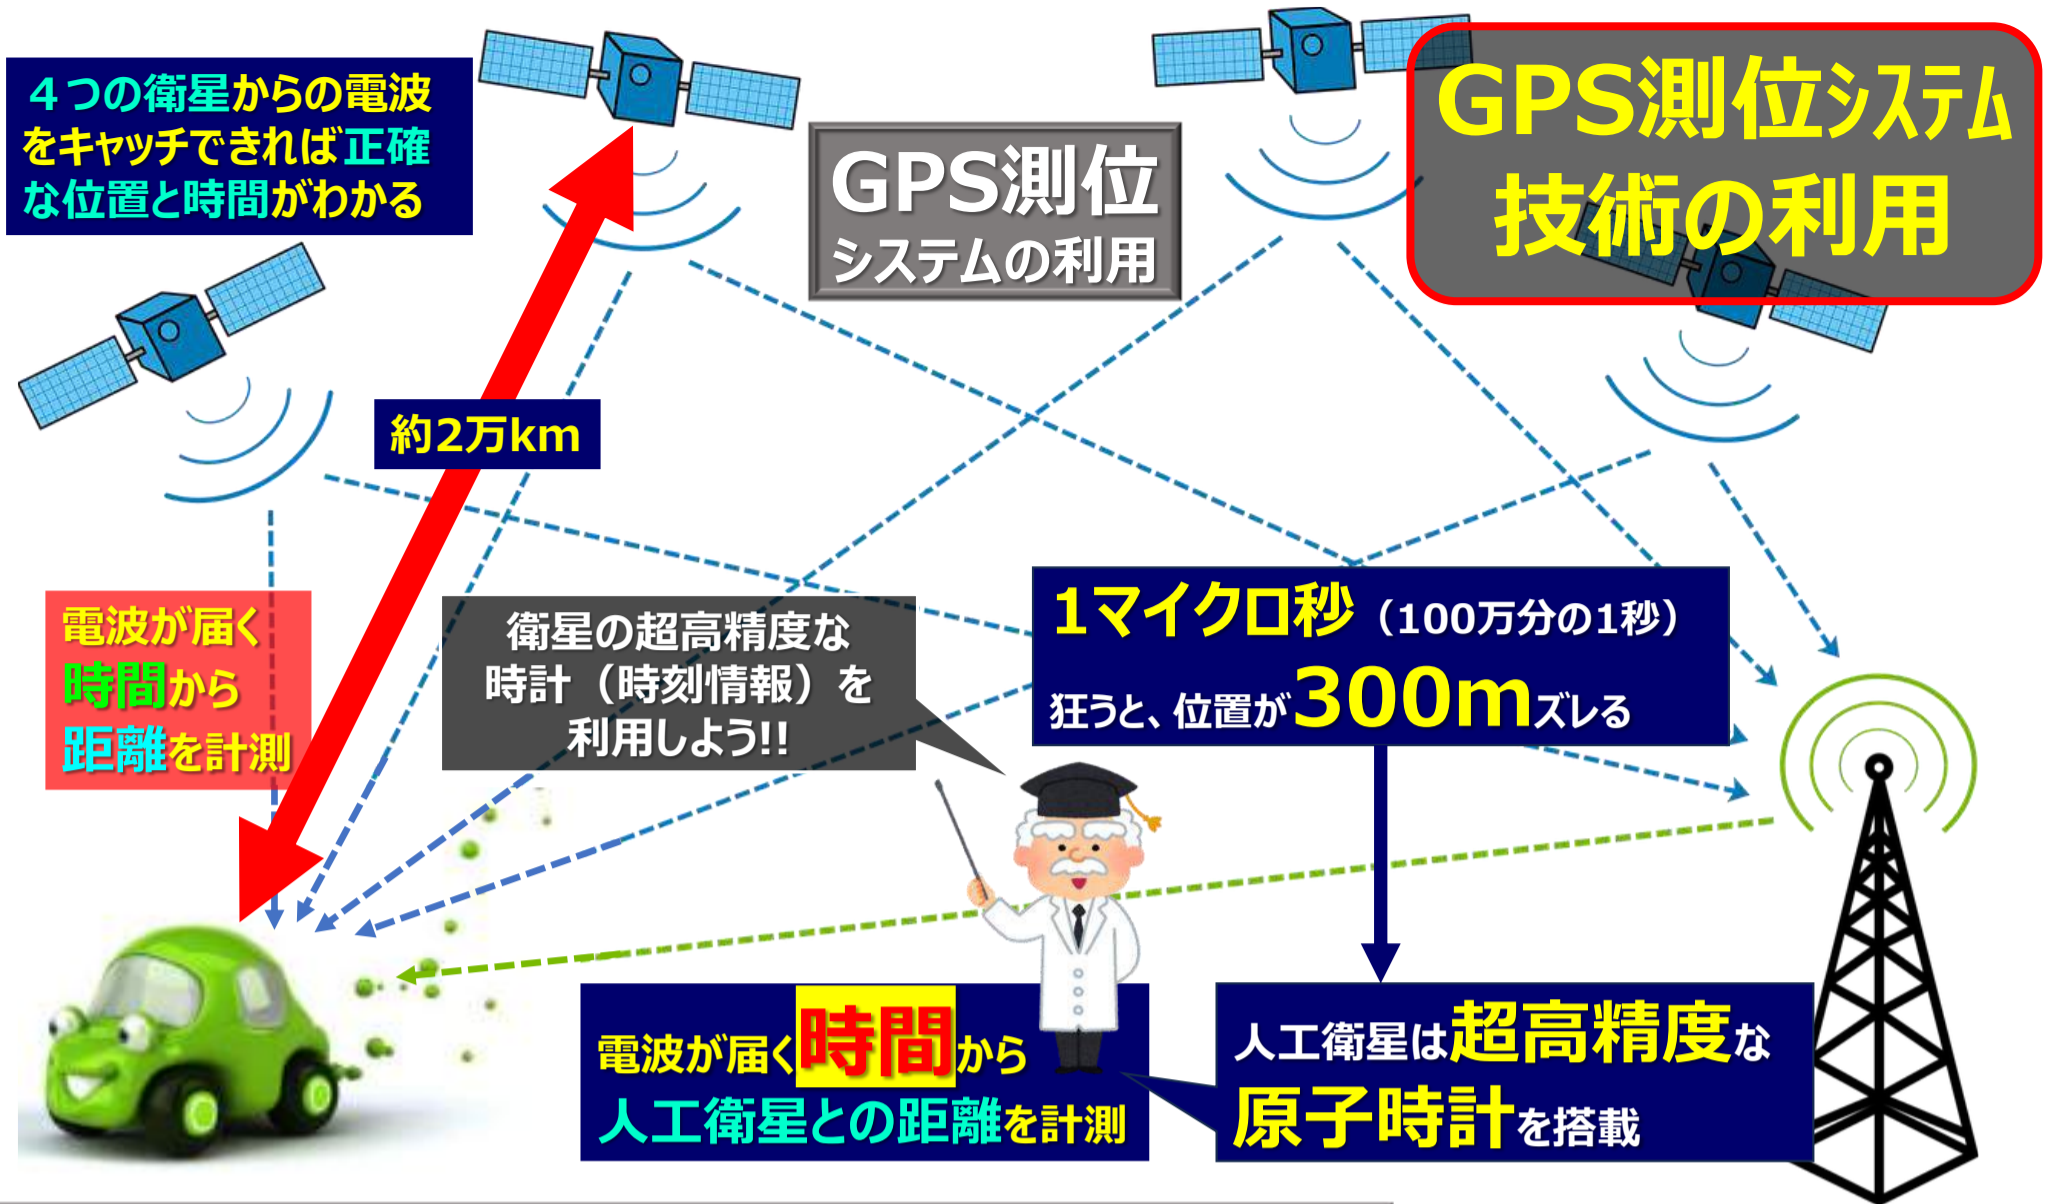 ４つの衛星からの電波
をキャッチできれば正確
な位置と時間がわかる
GPS測位
システムの利用
GPS測位システム
技術の利用
約2万km
電波が届く
時間から
距離を計測
衛星の超高精度な
時計（時刻情報）を
利用しよう!!
1マイクロ秒（100万分の1秒）
狂うと、位置が300mズレる
電波が届く時間から
人工衛星との距離を計測
人工衛星は超高精度な
原子時計を搭載